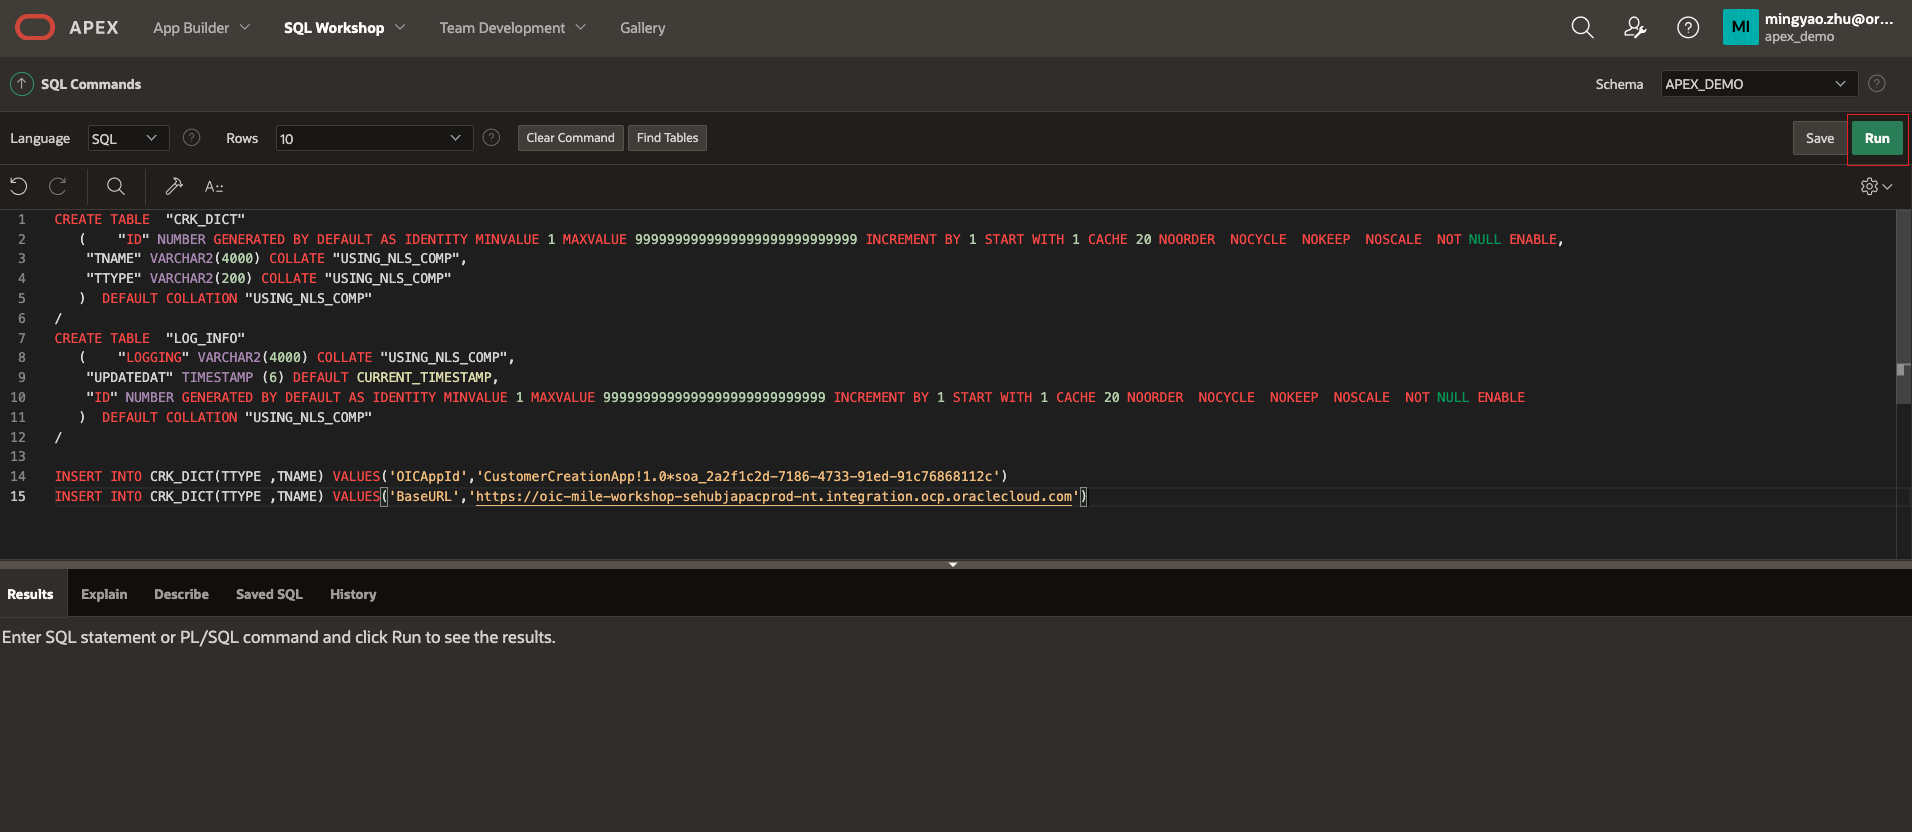 APEX App Builder SQL Workshop Team Development Gallery mingyao.zhu@or...
MI apex_demo
SQL Commands Schema APEX_DEMO
Language SQL Rows 10 Clear Command Find Tables Save Run
1 CREATE TABLE "CRK_DICT"
2 ( "ID" NUMBER GENERATED BY DEFAULT AS IDENTITY MINVALUE 1 MAXVALUE 9999999999999999999999999999 INCREMENT BY 1 START WITH 1 CACHE 20 NOORDER NOCYCLE NOKEEP NOSCALE NOT NULL ENABLE,
3 "TNAME" VARCHAR2(4000) COLLATE "USING_NLS_COMP",
4 "TTYPE" VARCHAR2(200) COLLATE "USING_NLS_COMP"
5 ) DEFAULT COLLATION "USING_NLS_COMP"
6 /
7 CREATE TABLE "LOG_INFO"
8 ( "LOGGING" VARCHAR2(4000) COLLATE "USING_NLS_COMP",
9 "UPDATEDAT" TIMESTAMP (6) DEFAULT CURRENT_TIMESTAMP,
10 "ID" NUMBER GENERATED BY DEFAULT AS IDENTITY MINVALUE 1 MAXVALUE 9999999999999999999999999999 INCREMENT BY 1 START WITH 1 CACHE 20 NOORDER NOCYCLE NOKEEP NOSCALE NOT NULL ENABLE
11 ) DEFAULT COLLATION "USING_NLS_COMP"
12 /
13
14 INSERT INTO CRK_DICT(TTYPE ,TNAME) VALUES('OICAppId','CustomerCreationApp!1.0*soa_2a2f1c2d-7186-4733-91ed-91c76868112c')
15 INSERT INTO CRK_DICT(TTYPE ,TNAME) VALUES('BaseURL','https://oic-mile-workshop-sehubjapacprod-nt.integration.ocp.oraclecloud.com')
Results Explain Describe Saved SQL History
Enter SQL statement or PL/SQL command and click Run to see the results.